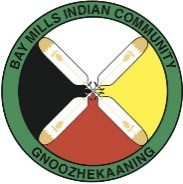 BAY MILLS INDIAN COMMUNITY
GNOOZHEKAANING